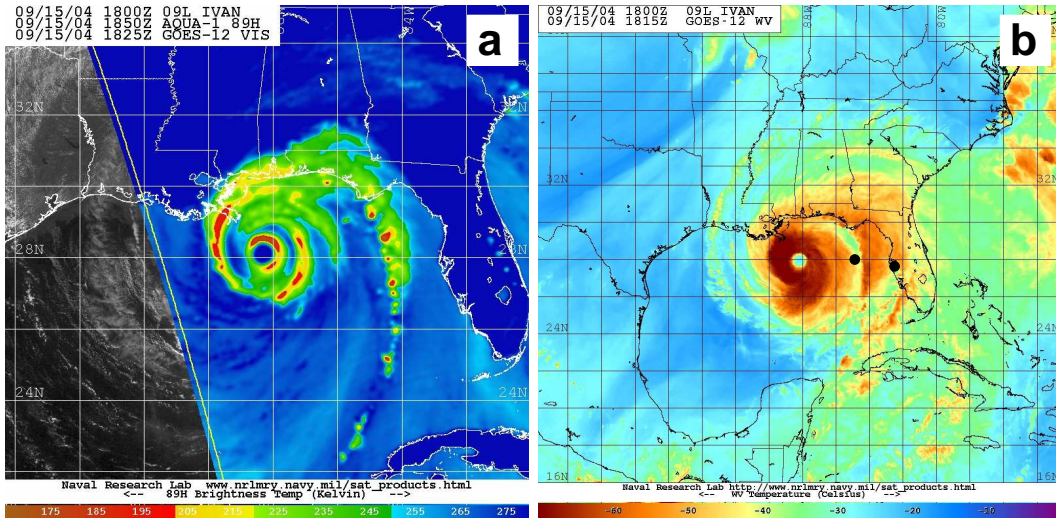 09/15/04 1800Z 09L IVAN
09/15/04 1850Z AQUA-1 89H
09/15/04 1825Z GOES-12 VIS
a
32N
28N
24N
Naval Research Lab www.nrlmry.navy.mil/sat_products.html
<-- 89H Brightness Temp (Kelvin) -->
175 185 195 205 215 225 235 245 255 265 275
09/15/04 1800Z 09L IVAN
09/15/04 1815Z GOES-12 WV
b
88W
80W
32N
28N
24N
16N
Naval Research Lab http://www.nrlmry.navy.mil/sat_products.html
<-- WV Temperature (Celsius) -->
-60 -50 -40 -30 -20 -10